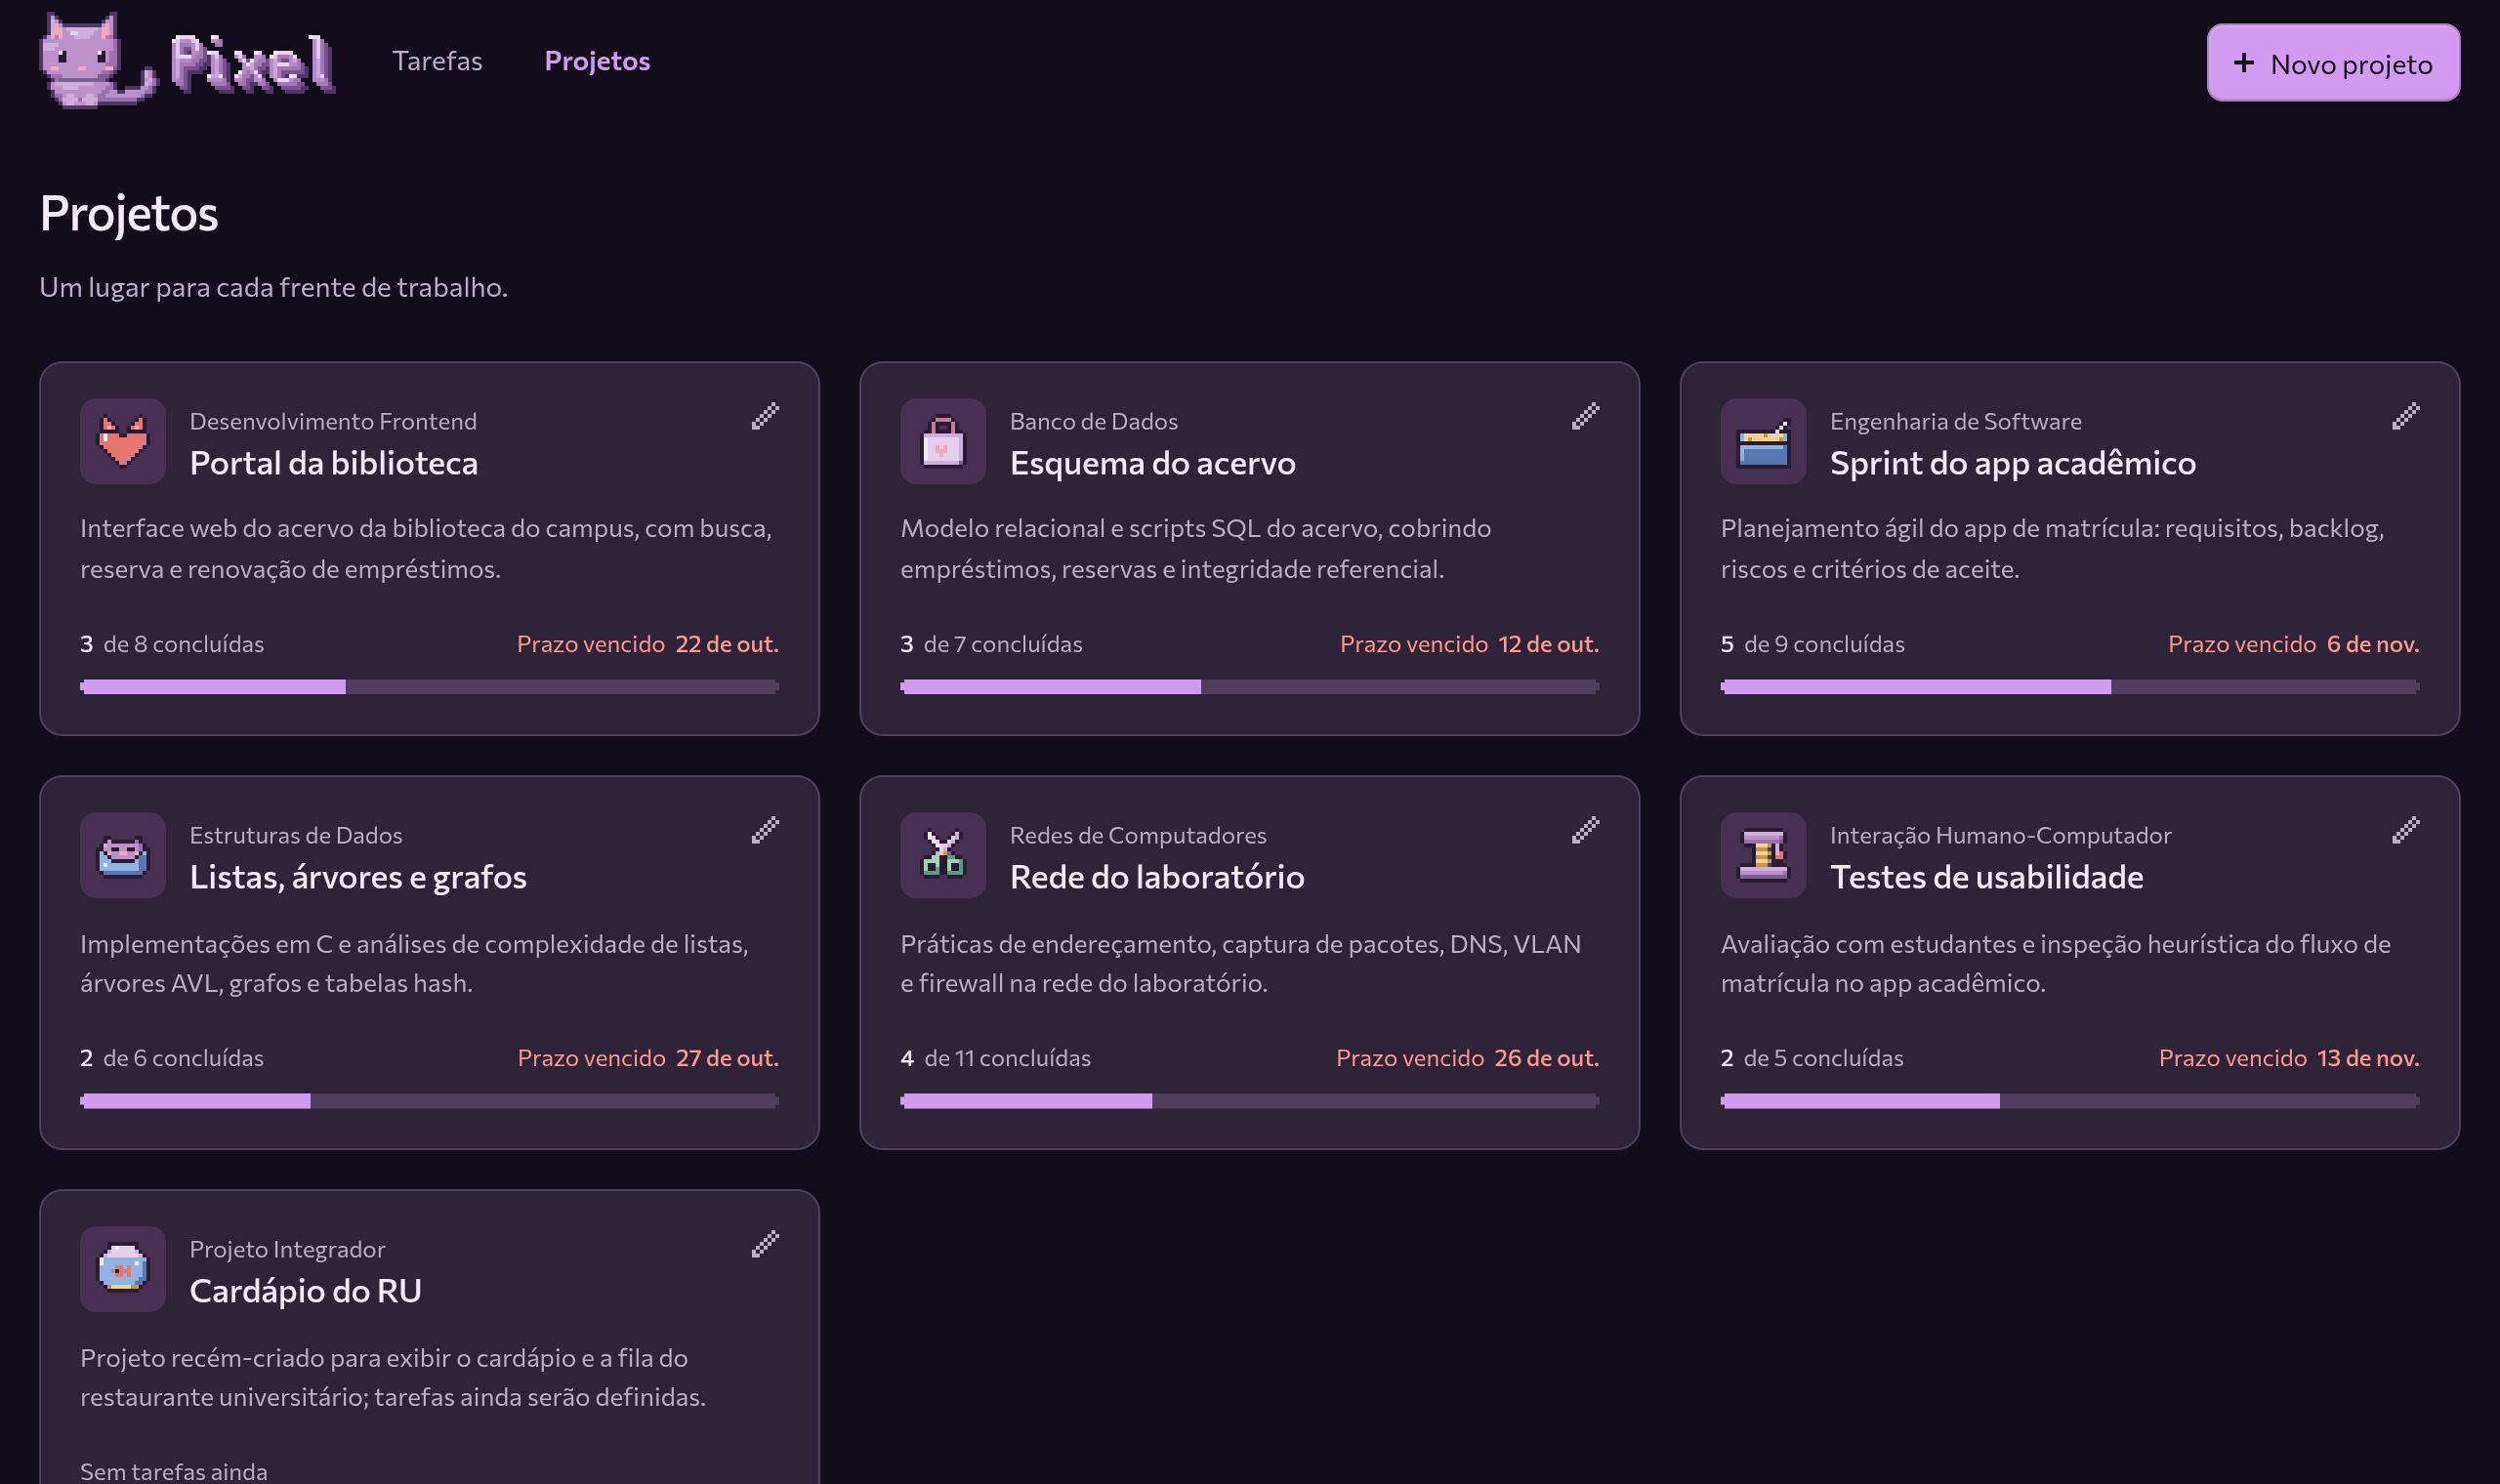 Pixel
Tarefas
Projetos
+ Novo projeto
Projetos
Um lugar para cada frente de trabalho.
Desenvolvimento Frontend
Portal da biblioteca
Interface web do acervo da biblioteca do campus, com busca,
reserva e renovação de empréstimos.
3 de 8 concluídas
Prazo vencido 22 de out.
Banco de Dados
Esquema do acervo
Modelo relacional e scripts SQL do acervo, cobrindo
empréstimos, reservas e integridade referencial.
3 de 7 concluídas
Prazo vencido 12 de out.
Engenharia de Software
Sprint do app acadêmico
Planejamento ágil do app de matrícula: requisitos, backlog,
riscos e critérios de aceite.
5 de 9 concluídas
Prazo vencido 6 de nov.
Estruturas de Dados
Listas, árvores e grafos
Implementações em C e análises de complexidade de listas,
árvores AVL, grafos e tabelas hash.
2 de 6 concluídas
Prazo vencido 27 de out.
Redes de Computadores
Rede do laboratório
Práticas de endereçamento, captura de pacotes, DNS, VLAN
e firewall na rede do laboratório.
4 de 11 concluídas
Prazo vencido 26 de out.
Interação Humano-Computador
Testes de usabilidade
Avaliação com estudantes e inspeção heurística do fluxo de
matrícula no app acadêmico.
2 de 5 concluídas
Prazo vencido 13 de nov.
Projeto Integrador
Cardápio do RU
Projeto recém-criado para exibir o cardápio e a fila do
restaurante universitário; tarefas ainda serão definidas.
Sem tarefas ainda